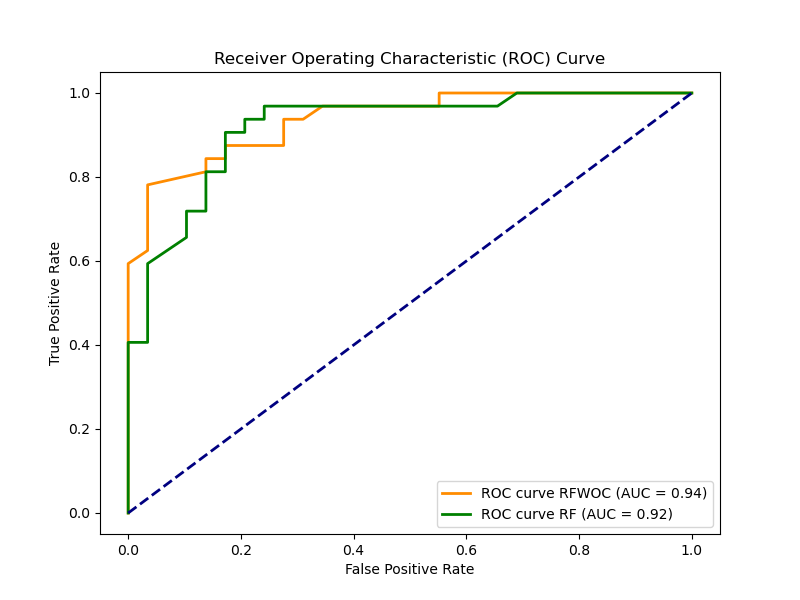 Receiver Operating Characteristic (ROC) Curve
1.0
0.8
0.6
0.4
0.2
0.0
True Positive Rate
0.0 0.2 0.4 0.6 0.8 1.0
False Positive Rate
ROC curve RFWOC (AUC = 0.94)
ROC curve RF (AUC = 0.92)